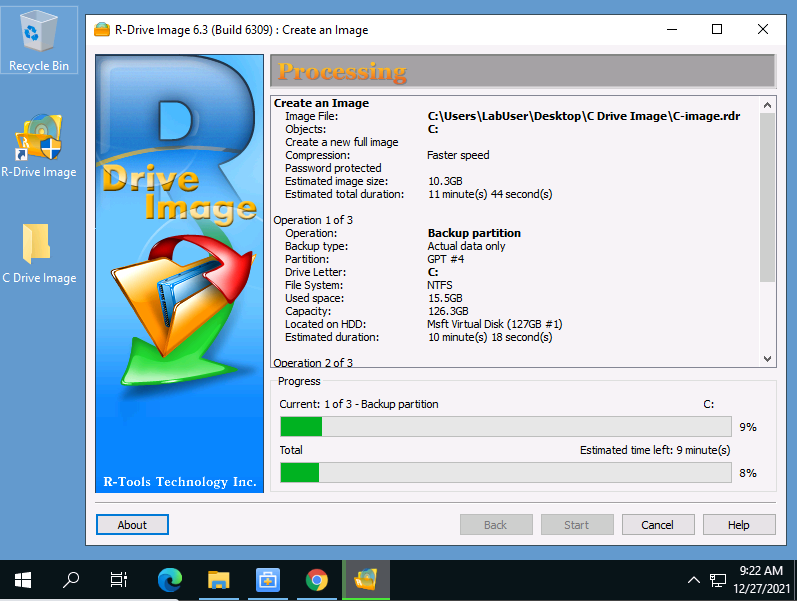 Recycle Bin
R-Drive Image
C Drive Image
R-Drive Image 6.3 (Build 6309) : Create an Image
R
Drive
Image
R-Tools Technology Inc.
Processing
Create an Image
Image File: C:\Users\LabUser\Desktop\C Drive Image\C-image.rdr
Objects: C:
Create a new full image
Compression: Faster speed
Password protected
Estimated image size: 10.3GB
Estimated total duration: 11 minute(s) 44 second(s)
Operation 1 of 3
Operation: Backup partition
Backup type: Actual data only
Partition: GPT #4
Drive Letter: C:
File System: NTFS
Used space: 15.5GB
Capacity: 126.3GB
Located on HDD: Msft Virtual Disk (127GB #1)
Estimated duration: 10 minute(s) 18 second(s)
Operation 2 of 3
Progress
Current: 1 of 3 - Backup partition C:
9%
Total Estimated time left: 9 minute(s)
8%
About Back Start Cancel Help
9:22 AM
12/27/2021